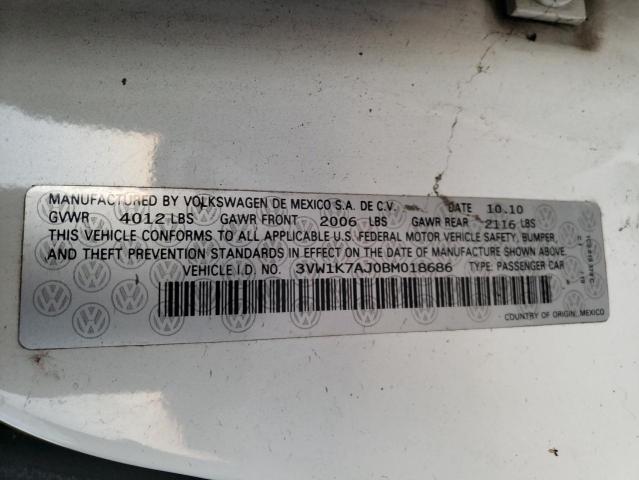 MANUFACTURED BY VOLKSWAGEN DE MEXICO S.A. DE C.V. DATE 10.10
GVWR 4012 LBS GAWR FRONT 2006 LBS GAWR REAR 2116 LBS
THIS VEHICLE CONFORMS TO ALL APPLICABLE U.S. FEDERAL MOTOR VEHICLE SAFETY, BUMPER,
AND THEFT PREVENTION STANDARDS IN EFFECT ON THE DATE OF MANUFACTURE SHOWN ABOVE.
VEHICLE I.D. NO. 3VW1K7AJ0BM018686 TYPE: PASSENGER CAR
COUNTRY OF ORIGIN, MEXICO